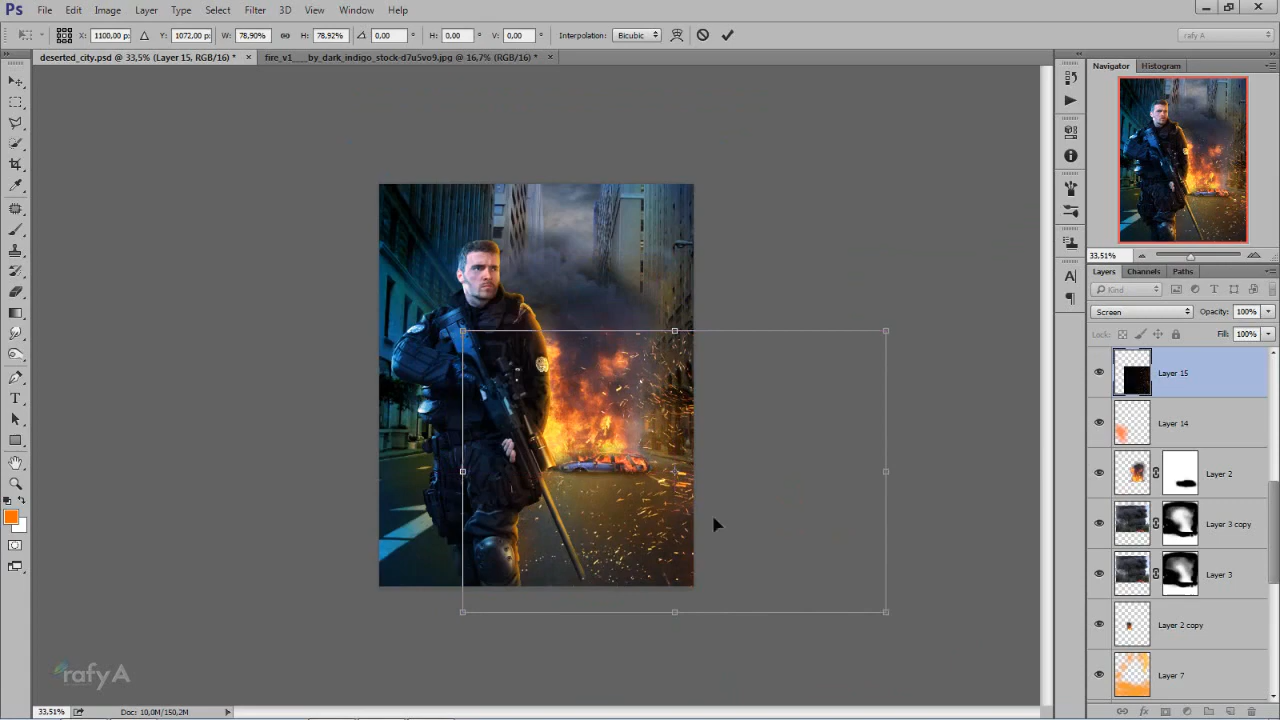 Ps File Edit Image Layer Type Select Filter 3D View Window Help
X: 1100,00 px Y: 1072,00 px W: 78,90% H: 78,92% 0,00 ° H: 0,00 ° V: 0,00 ° Interpolation: Bicubic rafy A
deserted_city.psd @ 33,5% (Layer 15, RGB/16) * × fire_v1___by_dark_indigo_stock-d7u5vo9.jpg @ 16,7% (RGB/16) * ×
Navigator Histogram
33.51%
Layers Channels Paths
Kind
Screen Opacity: 100%
Lock: Fill: 100%
Layer 15
Layer 14
Layer 2
Layer 3 copy
Layer 3
Layer 2 copy
Layer 7
rafy A
33,51% Doc: 10,0M/150,2M